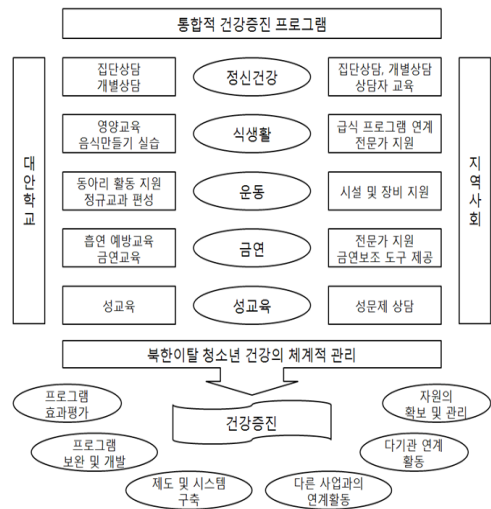 통합적 건강증진 프로그램
대안학교
지역사회
집단상담
개별상담
정신건강
집단상담, 개별상담
상담자 교육
영양교육
음식만들기 실습
식생활
급식 프로그램 연계
전문가 지원
동아리 활동 지원
정규교과 편성
운동
시설 및 장비 지원
흡연 예방교육
금연교육
금연
전문가 지원
금연보조 도구 제공
성교육
성교육
성문제 상담
북한이탈 청소년 건강의 체계적 관리
건강증진
프로그램
효과평가
자원의
확보 및 관리
프로그램
보완 및 개발
다기관 연계
활동
제도 및 시스템
구축
다른 사업과의
연계활동